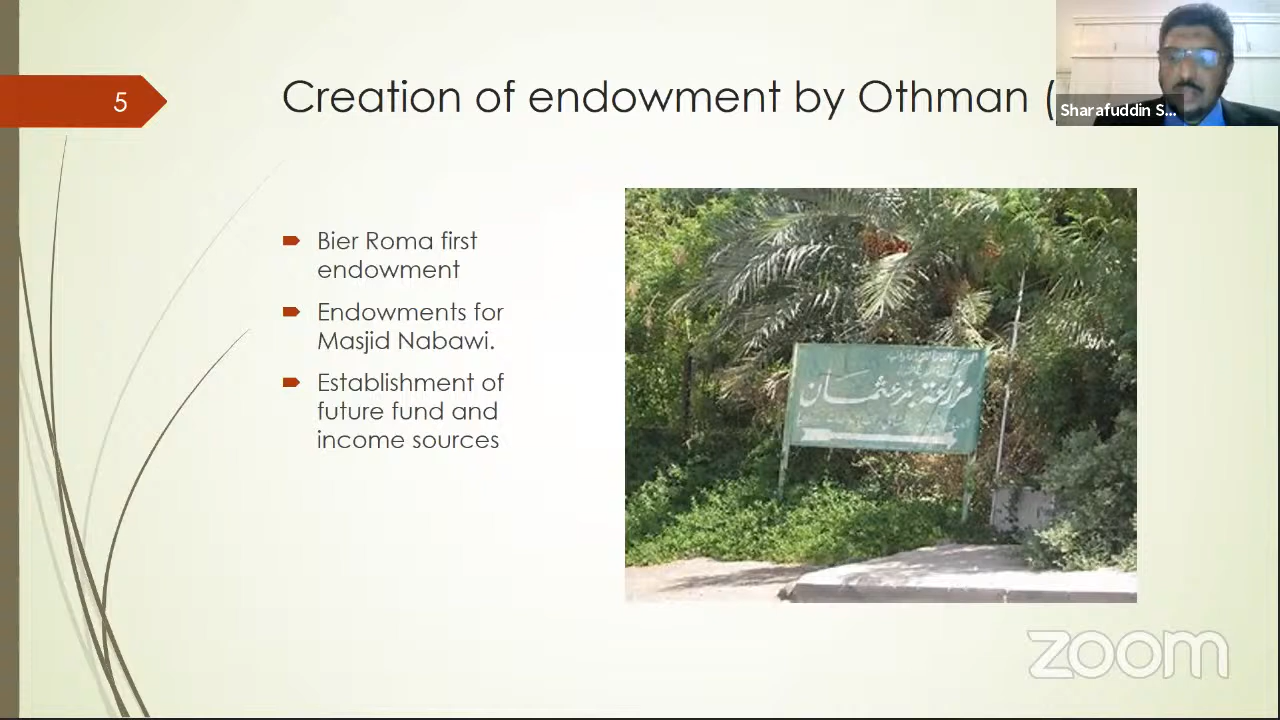 5
Creation of endowment by Othman (
Sharafuddin S...
Bier Roma first
endowment
Endowments for
Masjid Nabawi.
Establishment of
future fund and
income sources
مزرعة بئر عثمان
zoom